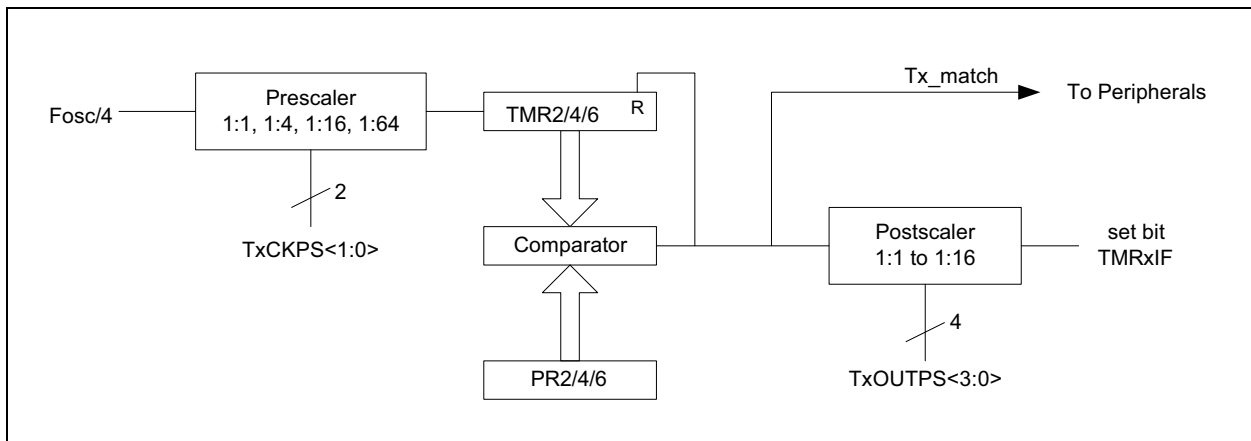 Fosc/4
Prescaler
1:1, 1:4, 1:16, 1:64
2
TxCKPS<1:0>
TMR2/4/6
R
Comparator
PR2/4/6
Tx_match
To Peripherals
Postscaler
1:1 to 1:16
set bit
TMRxIF
4
TxOUTPS<3:0>